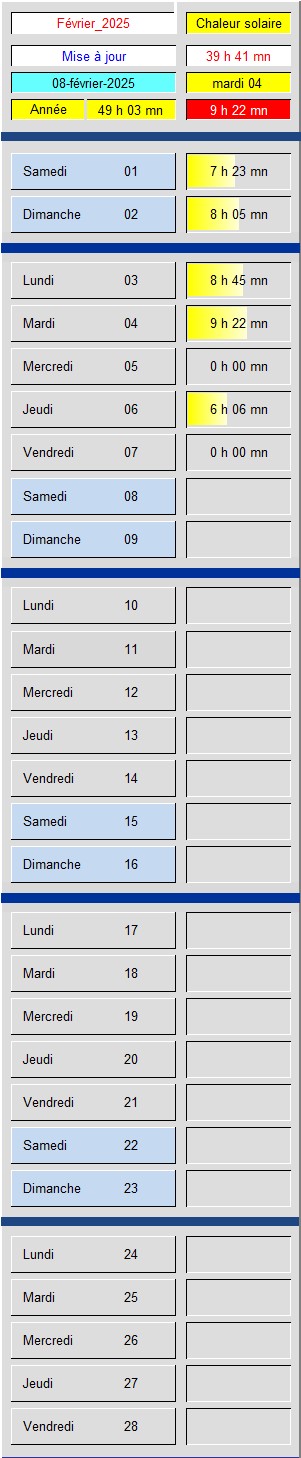 Février_2025 Chaleur solaire
Mise à jour 39 h 41 mn
08-février-2025 mardi 04
Année 49 h 03 mn 9 h 22 mn
Samedi 01 7 h 23 mn
Dimanche 02 8 h 05 mn
Lundi 03 8 h 45 mn
Mardi 04 9 h 22 mn
Mercredi 05 0 h 00 mn
Jeudi 06 6 h 06 mn
Vendredi 07 0 h 00 mn
Samedi 08
Dimanche 09
Lundi 10
Mardi 11
Mercredi 12
Jeudi 13
Vendredi 14
Samedi 15
Dimanche 16
Lundi 17
Mardi 18
Mercredi 19
Jeudi 20
Vendredi 21
Samedi 22
Dimanche 23
Lundi 24
Mardi 25
Mercredi 26
Jeudi 27
Vendredi 28